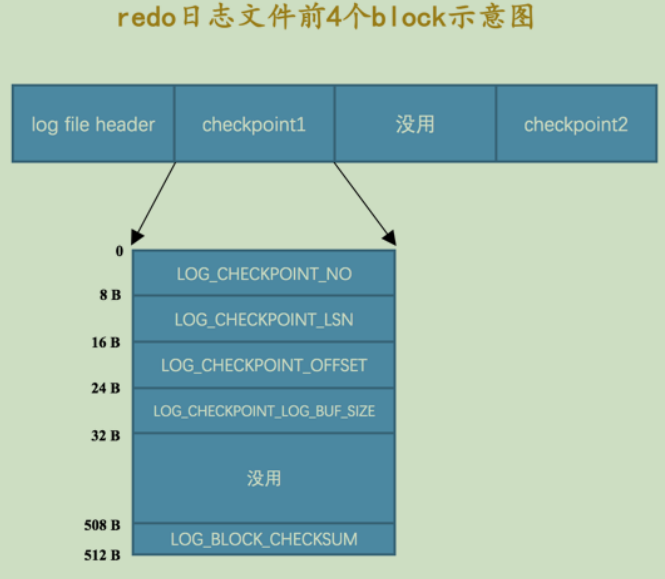 redo日志文件前4个block示意图
log file header
checkpoint1
没用
checkpoint2
0
LOG_CHECKPOINT_NO
8 B
LOG_CHECKPOINT_LSN
16 B
LOG_CHECKPOINT_OFFSET
24 B
LOG_CHECKPOINT_LOG_BUF_SIZE
32 B
没用
508 B
LOG_BLOCK_CHECKSUM
512 B